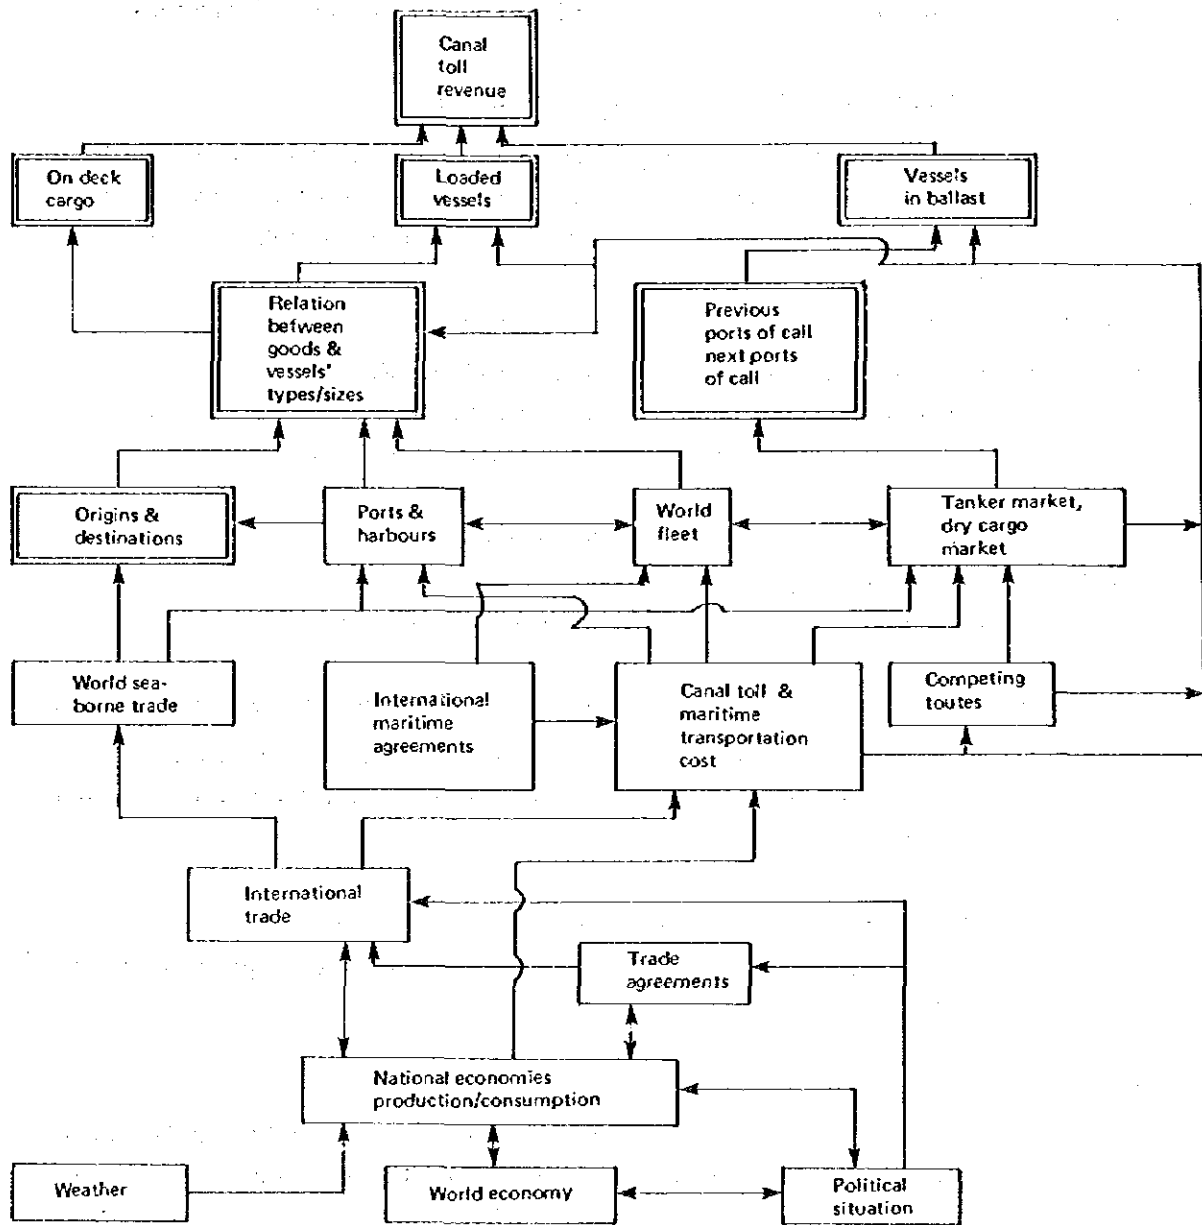 Canal
toll
revenue
On deck
cargo
Loaded
vessels
Vessels
in ballast
Relation
between
goods &
vessels'
types/sizes
Previous
ports of call
next ports
of call
Origins &
destinations
Ports &
harbours
World
fleet
Tanker market,
dry cargo
market
World sea-
borne trade
International
maritime
agreements
Canal toll &
maritime
transportation
cost
Competing
toutes
International
trade
Trade
agreements
National economies
production/consumption
Weather
World economy
Political
situation